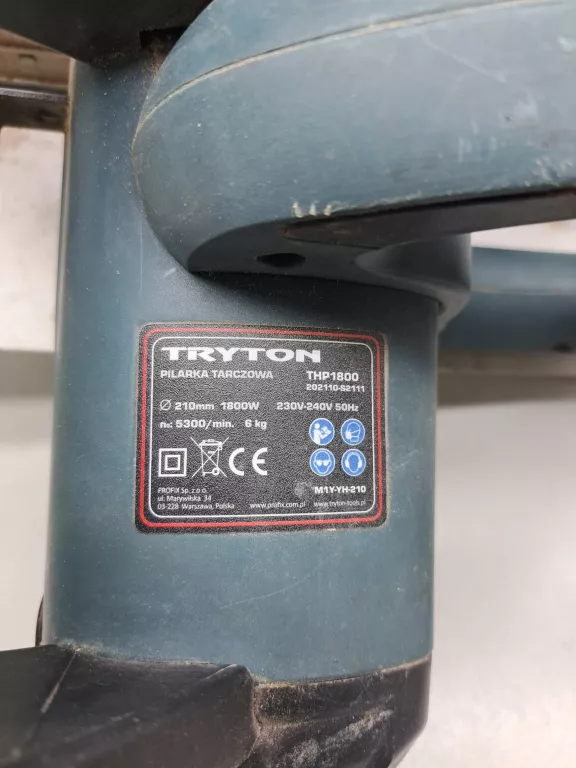 TRYTON
PILARKA TARCZOWA THP1800
202110-S2111
Ø 210mm 1800W 230V-240V 50Hz
n₀: 5300/min. 6 kg
CE
M1Y-YH-210
PROFIX Sp. z o.o.
ul. Marywilska 34
03-228 Warszawa, Polska www.profix.com.pl www.tryton-tools.pl